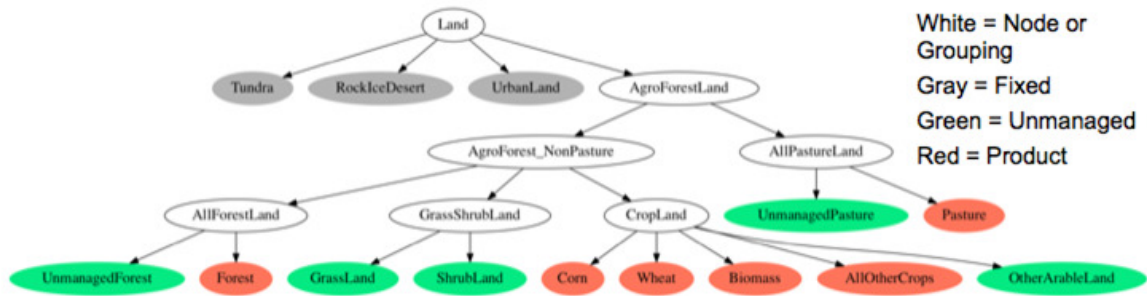 Land
White = Node or
Grouping
Gray = Fixed
Green = Unmanaged
Red = Product
Tundra
RockIceDesert
UrbanLand
AgroForestLand
AgroForest_NonPasture
AllPastureLand
AllForestLand
GrassShrubLand
CropLand
UnmanagedPasture
Pasture
UnmanagedForest
Forest
GrassLand
ShrubLand
Corn
Wheat
Biomass
AllOtherCrops
OtherArableLand